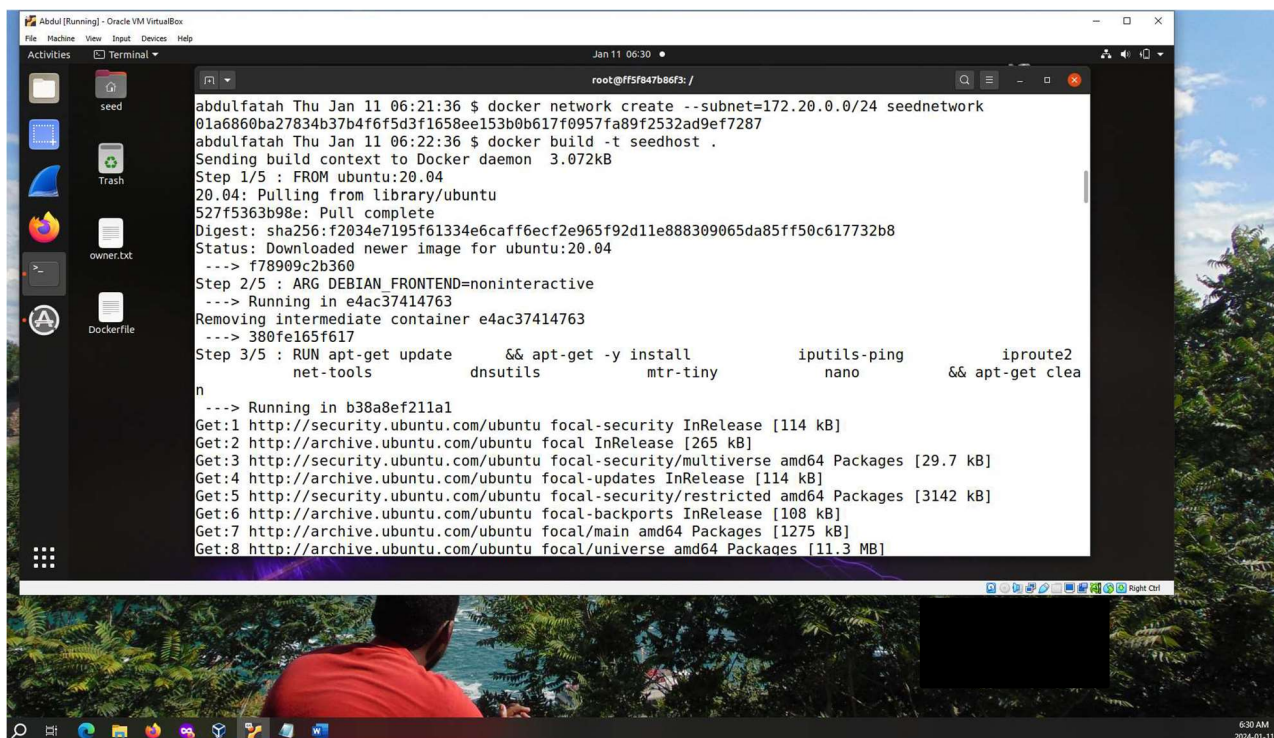 Abdul [Running] - Oracle VM VirtualBox
File Machine View Input Devices Help
Activities Terminal Jan 11 06:30
root@ff5f847b86f3: /
seed
Trash
owner.txt
Dockerfile
abdulfatah Thu Jan 11 06:21:36 $ docker network create --subnet=172.20.0.0/24 seednetwork
01a6860ba27834b37b4f6f5d3f1658ee153b0b617f0957fa89f2532ad9ef7287
abdulfatah Thu Jan 11 06:22:36 $ docker build -t seedhost .
Sending build context to Docker daemon 3.072kB
Step 1/5 : FROM ubuntu:20.04
20.04: Pulling from library/ubuntu
527f5363b98e: Pull complete
Digest: sha256:f2034e7195f61334e6caff6ecf2e965f92d11e888309065da85ff50c617732b8
Status: Downloaded newer image for ubuntu:20.04
---> f78909c2b360
Step 2/5 : ARG DEBIAN_FRONTEND=noninteractive
---> Running in e4ac37414763
Removing intermediate container e4ac37414763
---> 380fe165f617
Step 3/5 : RUN apt-get update && apt-get -y install iputils-ping iproute2
net-tools dnsutils mtr-tiny nano && apt-get clea
n
---> Running in b38a8ef211a1
Get:1 http://security.ubuntu.com/ubuntu focal-security InRelease [114 kB]
Get:2 http://archive.ubuntu.com/ubuntu focal InRelease [265 kB]
Get:3 http://security.ubuntu.com/ubuntu focal-security/multiverse amd64 Packages [29.7 kB]
Get:4 http://archive.ubuntu.com/ubuntu focal-updates InRelease [114 kB]
Get:5 http://security.ubuntu.com/ubuntu focal-security/restricted amd64 Packages [3142 kB]
Get:6 http://archive.ubuntu.com/ubuntu focal-backports InRelease [108 kB]
Get:7 http://archive.ubuntu.com/ubuntu focal/main amd64 Packages [1275 kB]
Get:8 http://archive.ubuntu.com/ubuntu focal/universe amd64 Packages [11.3 MB]
Right Ctrl
6:30 AM
2024-01-11